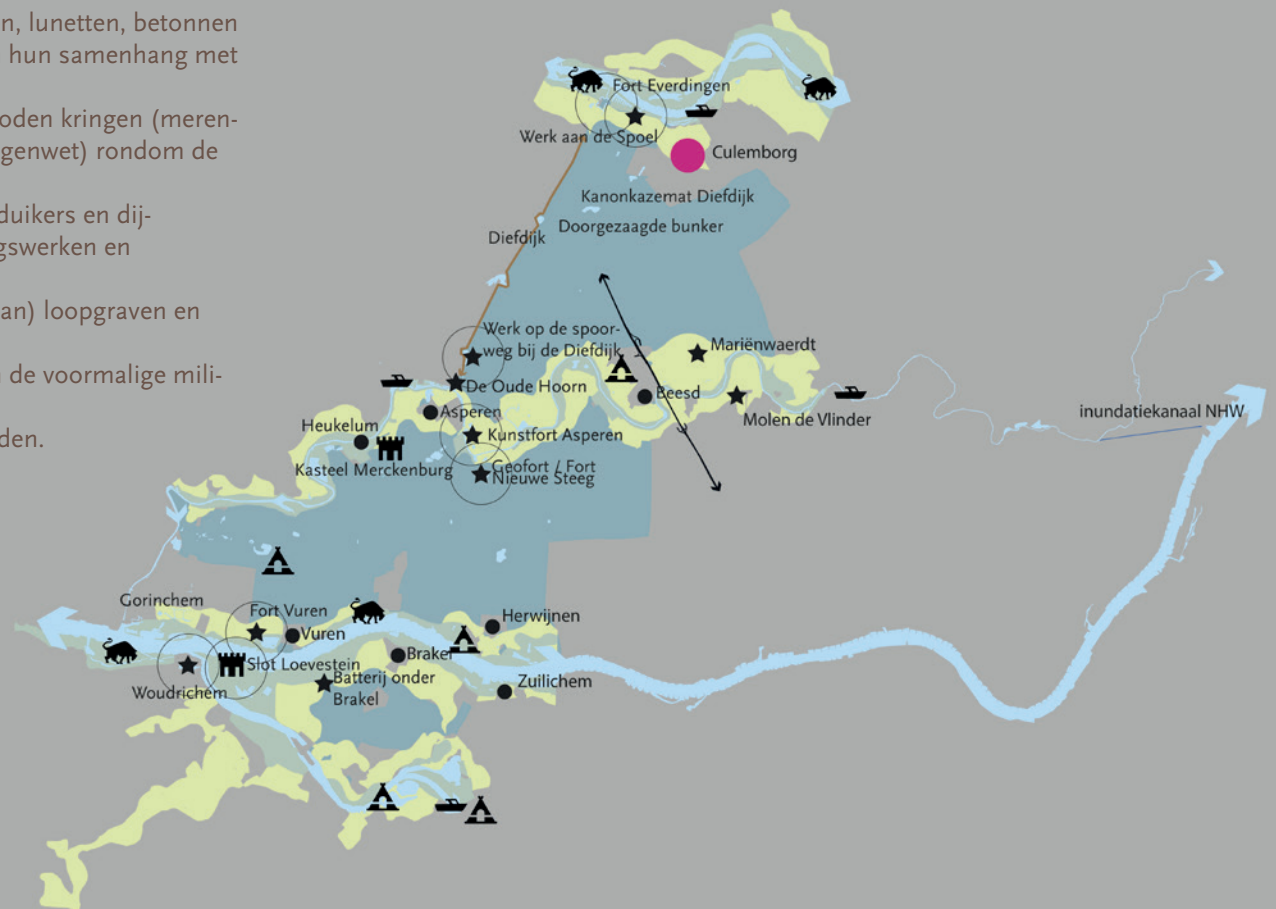 n, lunetten, betonnen
hun samenhang met
oden kringen (meren-
genwet) rondom de
duikers en dij-
gswerken en
an) loopgraven en
n de voormalige mili-
den.
Fort Everdingen
Werk aan de Spoel
Culemborg
Kanonkazemat Diefdijk
Doorgezaagde bunker
Diefdijk
Werk op de spoor-
weg bij de Diefdijk
Mariënwaerdt
De Oude Hoorn
Beesd
Molen de Vlinder
Asperen
inundatiekanaal NHW
Heukelum
Kunstfort Asperen
Kasteel Merckenburg
Geofort / Fort
Nieuwe Steeg
Gorinchem
Fort Vuren
Herwijnen
Vuren
Brakel
Slot Loevestein
Batterij onder
Brakel
Zuilichem
Woudrichem